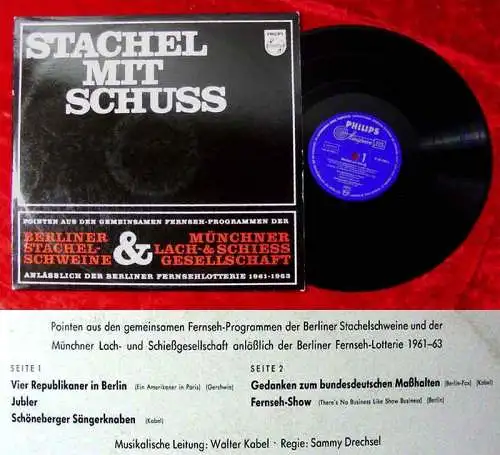 STACHEL
MIT
SCHUSS
PHILIPS
POINTEN AUS DEN GEMEINSAMEN FERNSEH-PROGRAMMEN DER
BERLINER
STACHEL-
SCHWEINE
&
MÜNCHNER
LACH-& SCHIESS
GESELLSCHAFT
ANLÄSSLICH DER BERLINER FERNSEHLOTTERIE 1961-1963
PHILIPS
Pointen aus den gemeinsamen Fernseh-Programmen der Berliner Stachelschweine und der
Münchner Lach- und Schießgesellschaft anläßlich der Berliner Fernseh-Lotterie 1961–63
SEITE 1
Vier Republikaner in Berlin (Ein Amerikaner in Paris) (Gershwin)
Jubler
Schöneberger Sängerknaben (Kabel)
SEITE 2
Gedanken zum bundesdeutschen Maßhalten (Berlin-Fox) (Kabel)
Fernseh-Show (There's No Business Like Show Business) (Berlin)
Musikalische Leitung: Walter Kabel · Regie: Sammy Drechsel